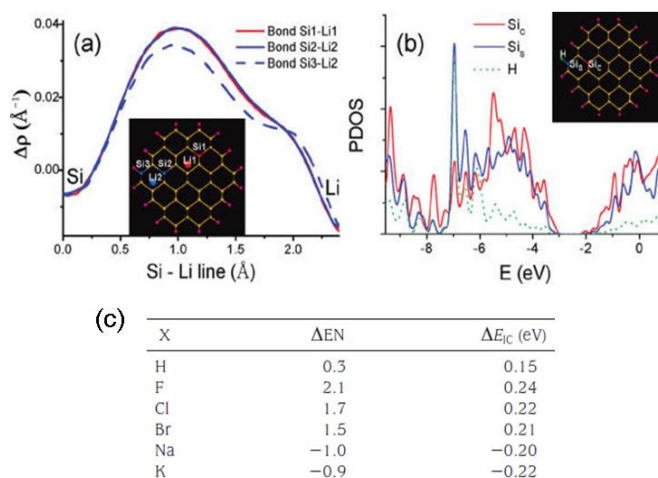 (a)
Bond Si1-Li1
Bond Si2-Li2
Bond Si3-Li2
Δρ (Å⁻¹)
0.04
0.02
0.00
Si
Li
Si1
Li1
Si3 Si2
Li2
0.0 0.5 1.0 1.5 2.0
Si - Li line (Å)
(b)
Si_c
Si_s
H
H
Si_s Si_c
PDOS
-8 -6 -4 -2 0
E (eV)
(c)
X ΔEN ΔE_IC (eV)
H 0.3 0.15
F 2.1 0.24
Cl 1.7 0.22
Br 1.5 0.21
Na −1.0 −0.20
K −0.9 −0.22